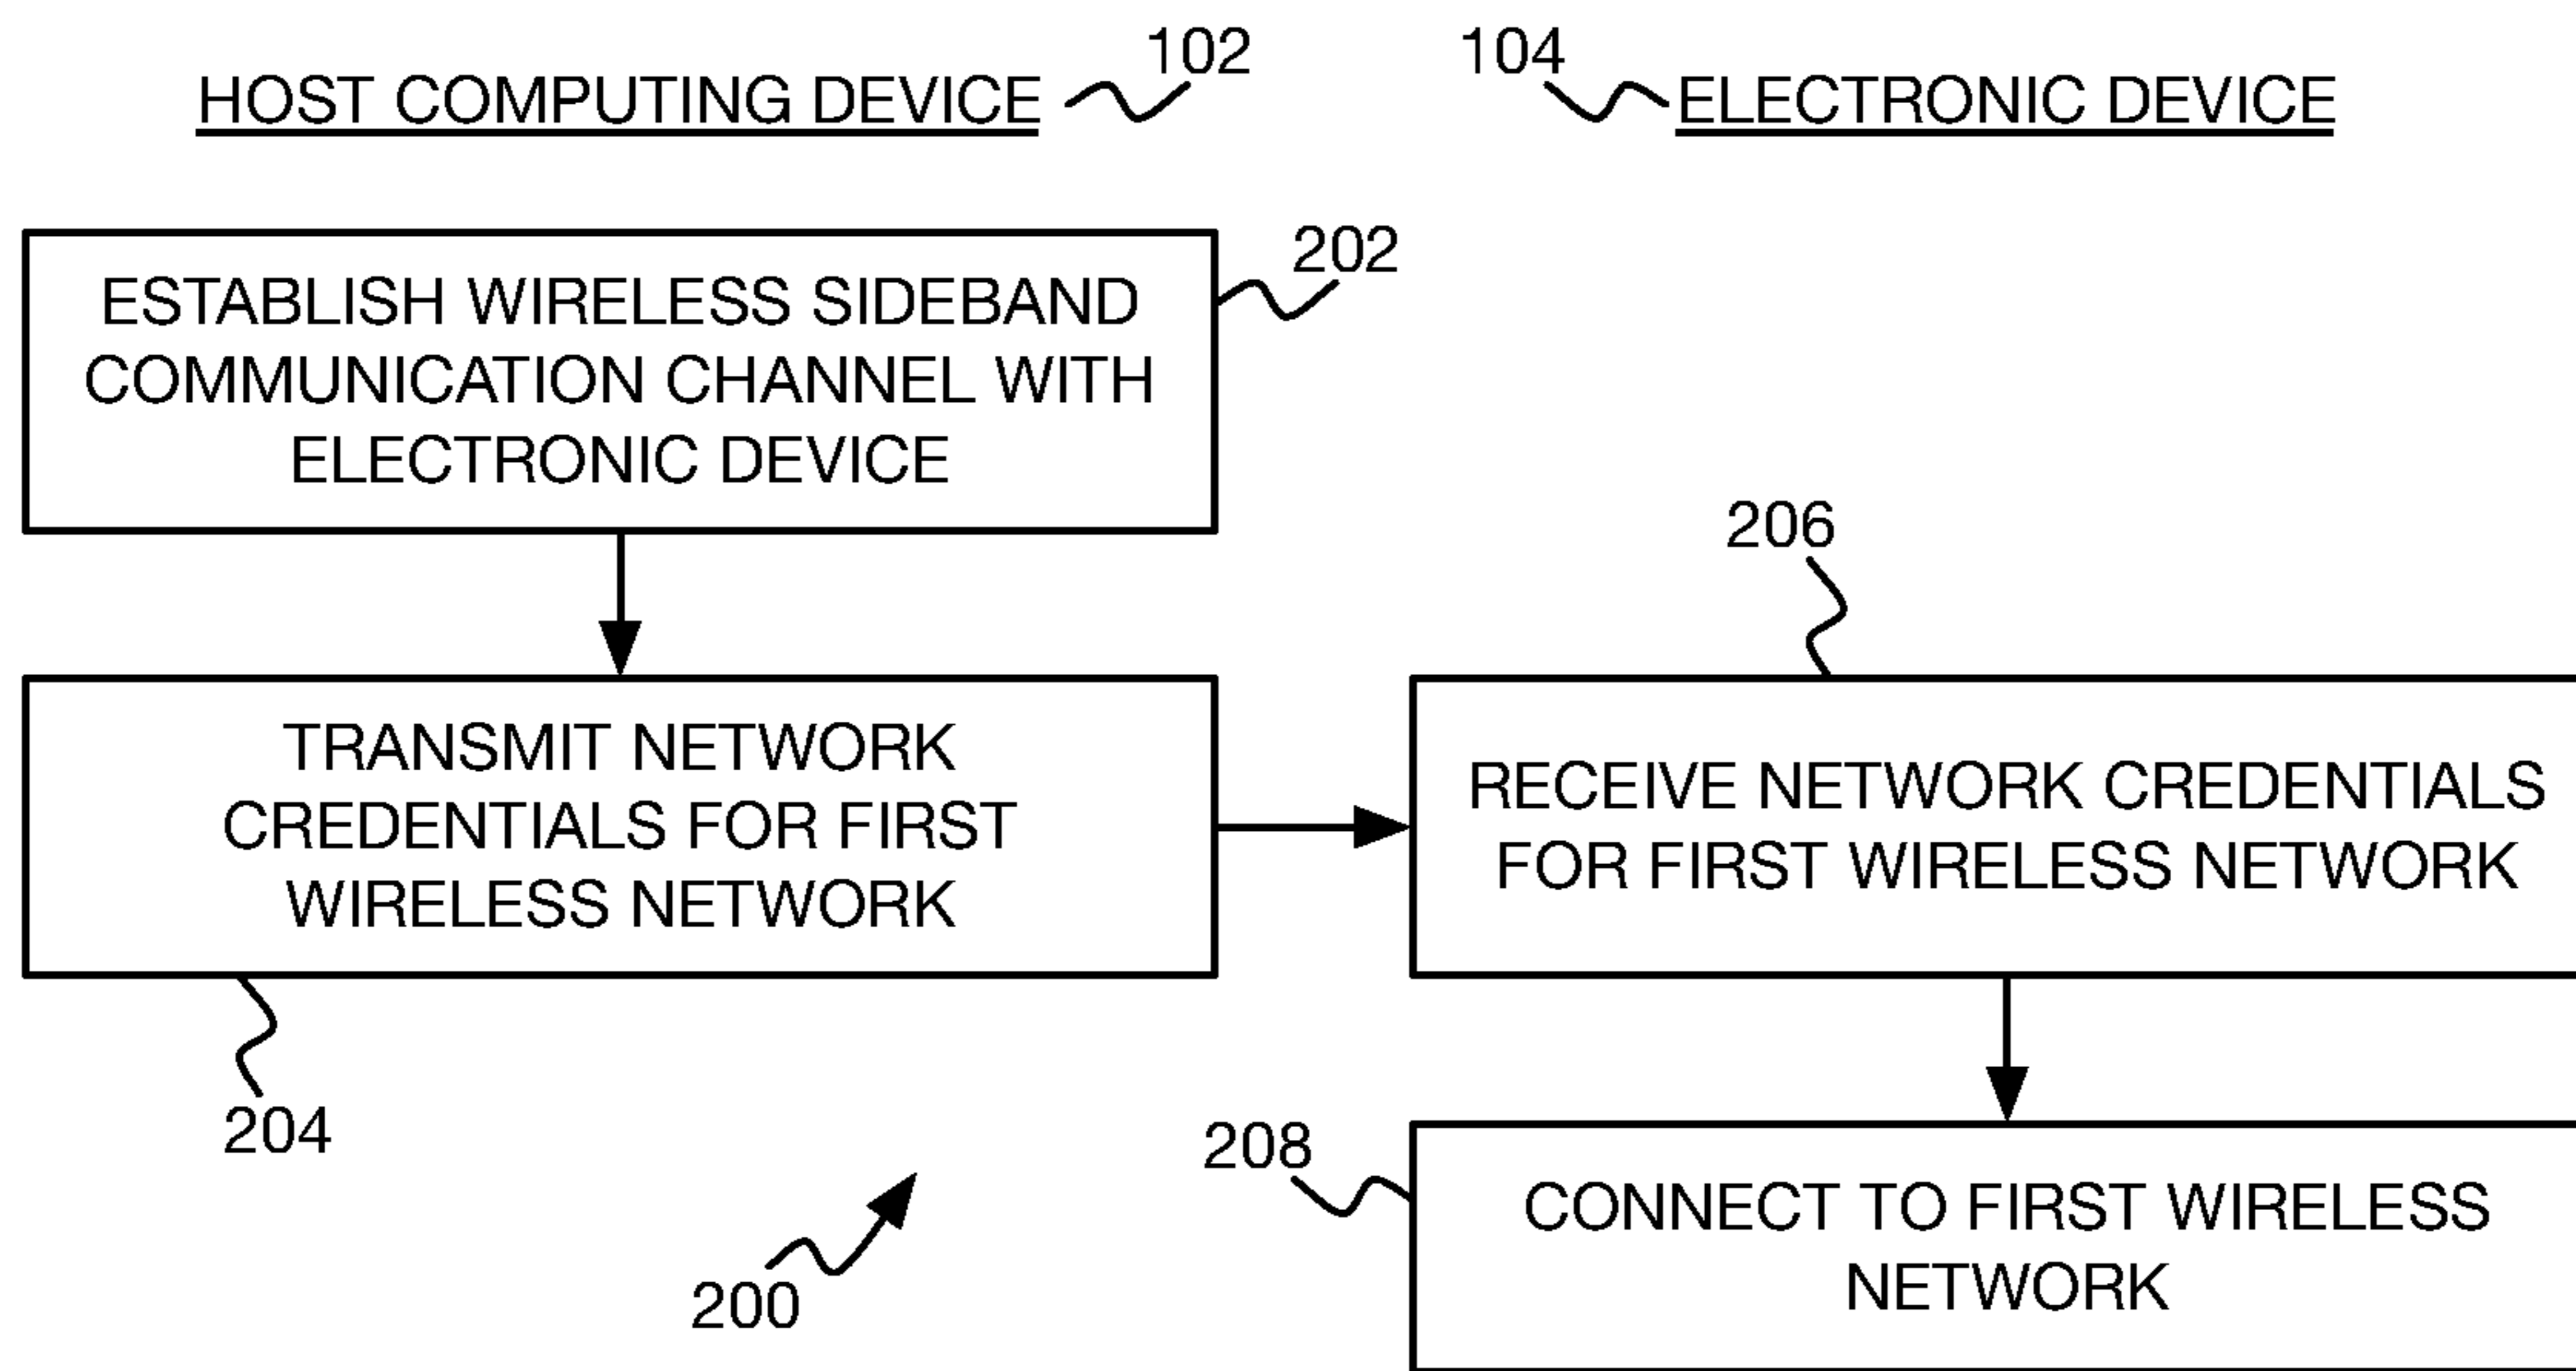 HOST COMPUTING DEVICE 102
104 ELECTRONIC DEVICE
202
ESTABLISH WIRELESS SIDEBAND
COMMUNICATION CHANNEL WITH
ELECTRONIC DEVICE
TRANSMIT NETWORK
CREDENTIALS FOR FIRST
WIRELESS NETWORK
204
206
RECEIVE NETWORK CREDENTIALS
FOR FIRST WIRELESS NETWORK
208
CONNECT TO FIRST WIRELESS
NETWORK
200